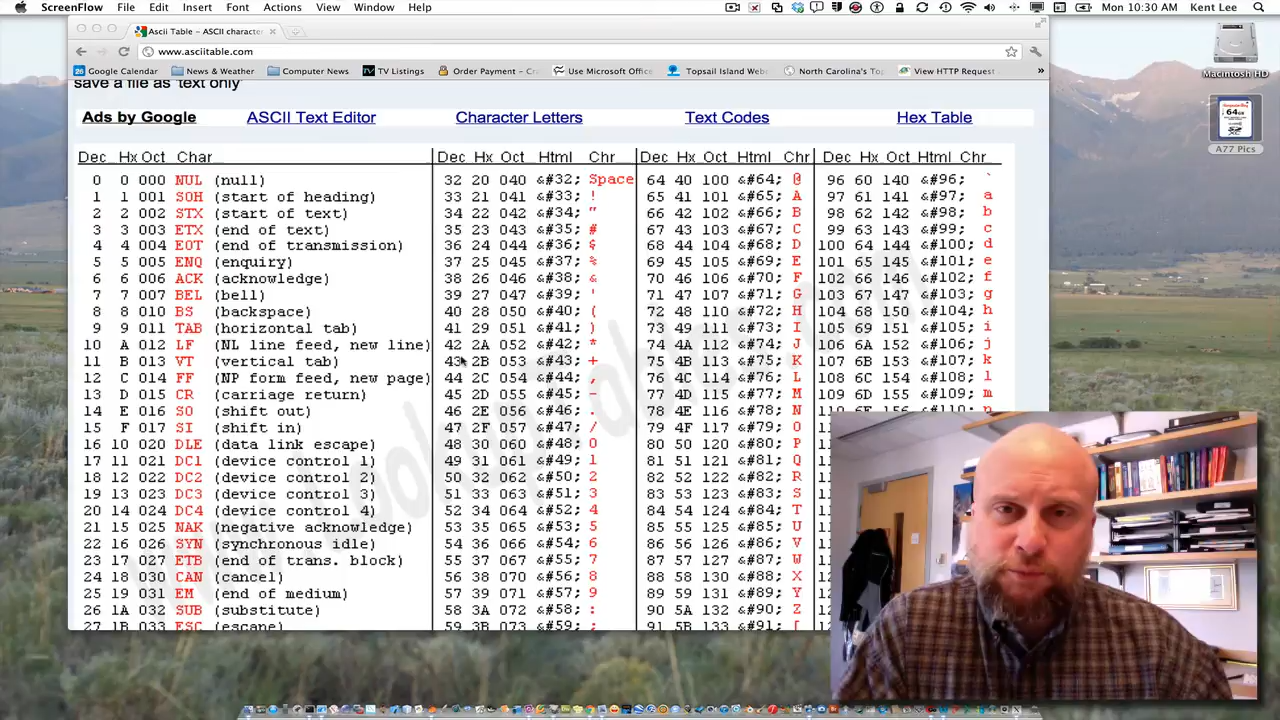 ScreenFlow File Edit Font Actions View Window Help Mon 10:30 AM Kent Lee
Ascii Table - ASCII character
www.asciitable.com
Google Calendar News & Weather Computer News TV Listings Order Payment - Cr Use Microsoft Office Topsail Island Web North Carolina's Top View HTTP Request »
save a file as 'text only'
Ads by Google ASCII Text Editor Character Letters Text Codes Hex Table
Dec Hx Oct Char Dec Hx Oct Html Chr Dec Hx Oct Html Chr Dec Hx Oct Html Chr
0 0 000 NUL (null) 32 20 040 &#32; Space 64 40 100 &#64; @ 96 60 140 &#96; `
1 1 001 SOH (start of heading) 33 21 041 &#33; ! 65 41 101 &#65; A 97 61 141 &#97; a
2 2 002 STX (start of text) 34 22 042 &#34; " 66 42 102 &#66; B 98 62 142 &#98; b
3 3 003 ETX (end of text) 35 23 043 &#35; # 67 43 103 &#67; C 99 63 143 &#99; c
4 4 004 EOT (end of transmission) 36 24 044 &#36; $ 68 44 104 &#68; D 100 64 144 &#100; d
5 5 005 ENQ (enquiry) 37 25 045 &#37; % 69 45 105 &#69; E 101 65 145 &#101; e
6 6 006 ACK (acknowledge) 38 26 046 &#38; & 70 46 106 &#70; F 102 66 146 &#102; f
7 7 007 BEL (bell) 39 27 047 &#39; ' 71 47 107 &#71; G 103 67 147 &#103; g
8 8 010 BS (backspace) 40 28 050 &#40; ( 72 48 110 &#72; H 104 68 150 &#104; h
9 9 011 TAB (horizontal tab) 41 29 051 &#41; ) 73 49 111 &#73; I 105 69 151 &#105; i
10 A 012 LF (NL line feed, new line) 42 2A 052 &#42; * 74 4A 112 &#74; J 106 6A 152 &#106; j
11 B 013 VT (vertical tab) 43 2B 053 &#43; + 75 4B 113 &#75; K 107 6B 153 &#107; k
12 C 014 FF (NP form feed, new page) 44 2C 054 &#44; , 76 4C 114 &#76; L 108 6C 154 &#108; l
13 D 015 CR (carriage return) 45 2D 055 &#45; - 77 4D 115 &#77; M 109 6D 155 &#109; m
14 E 016 SO (shift out) 46 2E 056 &#46; . 78 4E 116 &#78; N 110 6E 156 &#110; n
15 F 017 SI (shift in) 47 2F 057 &#47; / 79 4F 117 &#79; O
16 10 020 DLE (data link escape) 48 30 060 &#48; 0 80 50 120 &#80; P
17 11 021 DC1 (device control 1) 49 31 061 &#49; 1 81 51 121 &#81; Q
18 12 022 DC2 (device control 2) 50 32 062 &#50; 2 82 52 122 &#82; R
19 13 023 DC3 (device control 3) 51 33 063 &#51; 3 83 53 123 &#83; S
20 14 024 DC4 (device control 4) 52 34 064 &#52; 4 84 54 124 &#84; T
21 15 025 NAK (negative acknowledge) 53 35 065 &#53; 5 85 55 125 &#85; U
22 16 026 SYN (synchronous idle) 54 36 066 &#54; 6 86 56 126 &#86; V
23 17 027 ETB (end of trans. block) 55 37 067 &#55; 7 87 57 127 &#87; W
24 18 030 CAN (cancel) 56 38 070 &#56; 8 88 58 130 &#88; X
25 19 031 EM (end of medium) 57 39 071 &#57; 9 89 59 131 &#89; Y
26 1A 032 SUB (substitute) 58 3A 072 &#58; : 90 5A 132 &#90; Z
27 1B 033 ESC (escape) 59 3B 073 &#59; ; 91 5B 133 &#91; [
Macintosh HD
64GB
A77 Pics